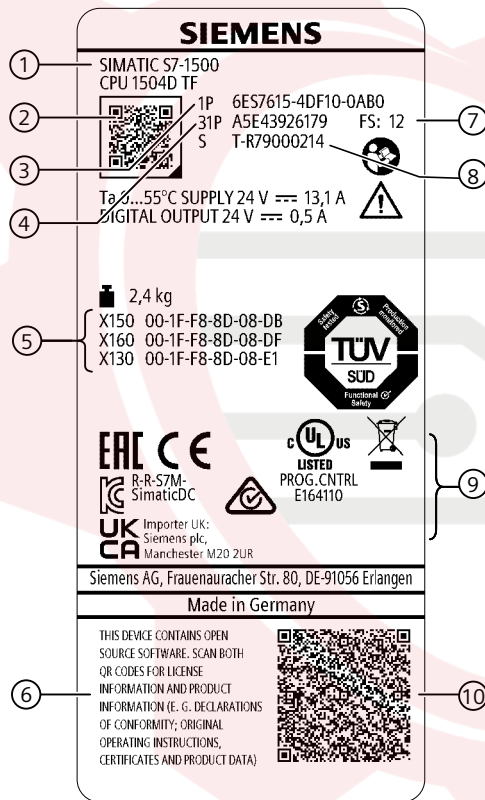 SIEMENS
① SIMATIC S7-1500
CPU 1504D TF
②
1P 6ES7615-4DF10-0AB0
③ 31P A5E43926179 FS: 12 ⑦
S T-R79000214
④ ⑧
Ta 0...55°C SUPPLY 24 V 13,1 A
DIGITAL OUTPUT 24 V 0,5 A
2,4 kg
X150 00-1F-F8-8D-08-DB
⑤ X160 00-1F-F8-8D-08-DF
X130 00-1F-F8-8D-08-E1
Safety tested
S
Production monitored
TÜV
SÜD
Functional Safety
EAC CE
C UL US
LISTED
PROG.CNTRL
E164110
⑨
R-R-S7M-
SimaticDC
UK
CA
Importer UK:
Siemens plc,
Manchester M20 2UR
Siemens AG, Frauenauracher Str. 80, DE-91056 Erlangen
Made in Germany
THIS DEVICE CONTAINS OPEN
SOURCE SOFTWARE. SCAN BOTH
QR CODES FOR LICENSE
⑥ INFORMATION AND PRODUCT ⑩
INFORMATION (E. G. DECLARATIONS
OF CONFORMITY; ORIGINAL
OPERATING INSTRUCTIONS,
CERTIFICATES AND PRODUCT DATA)